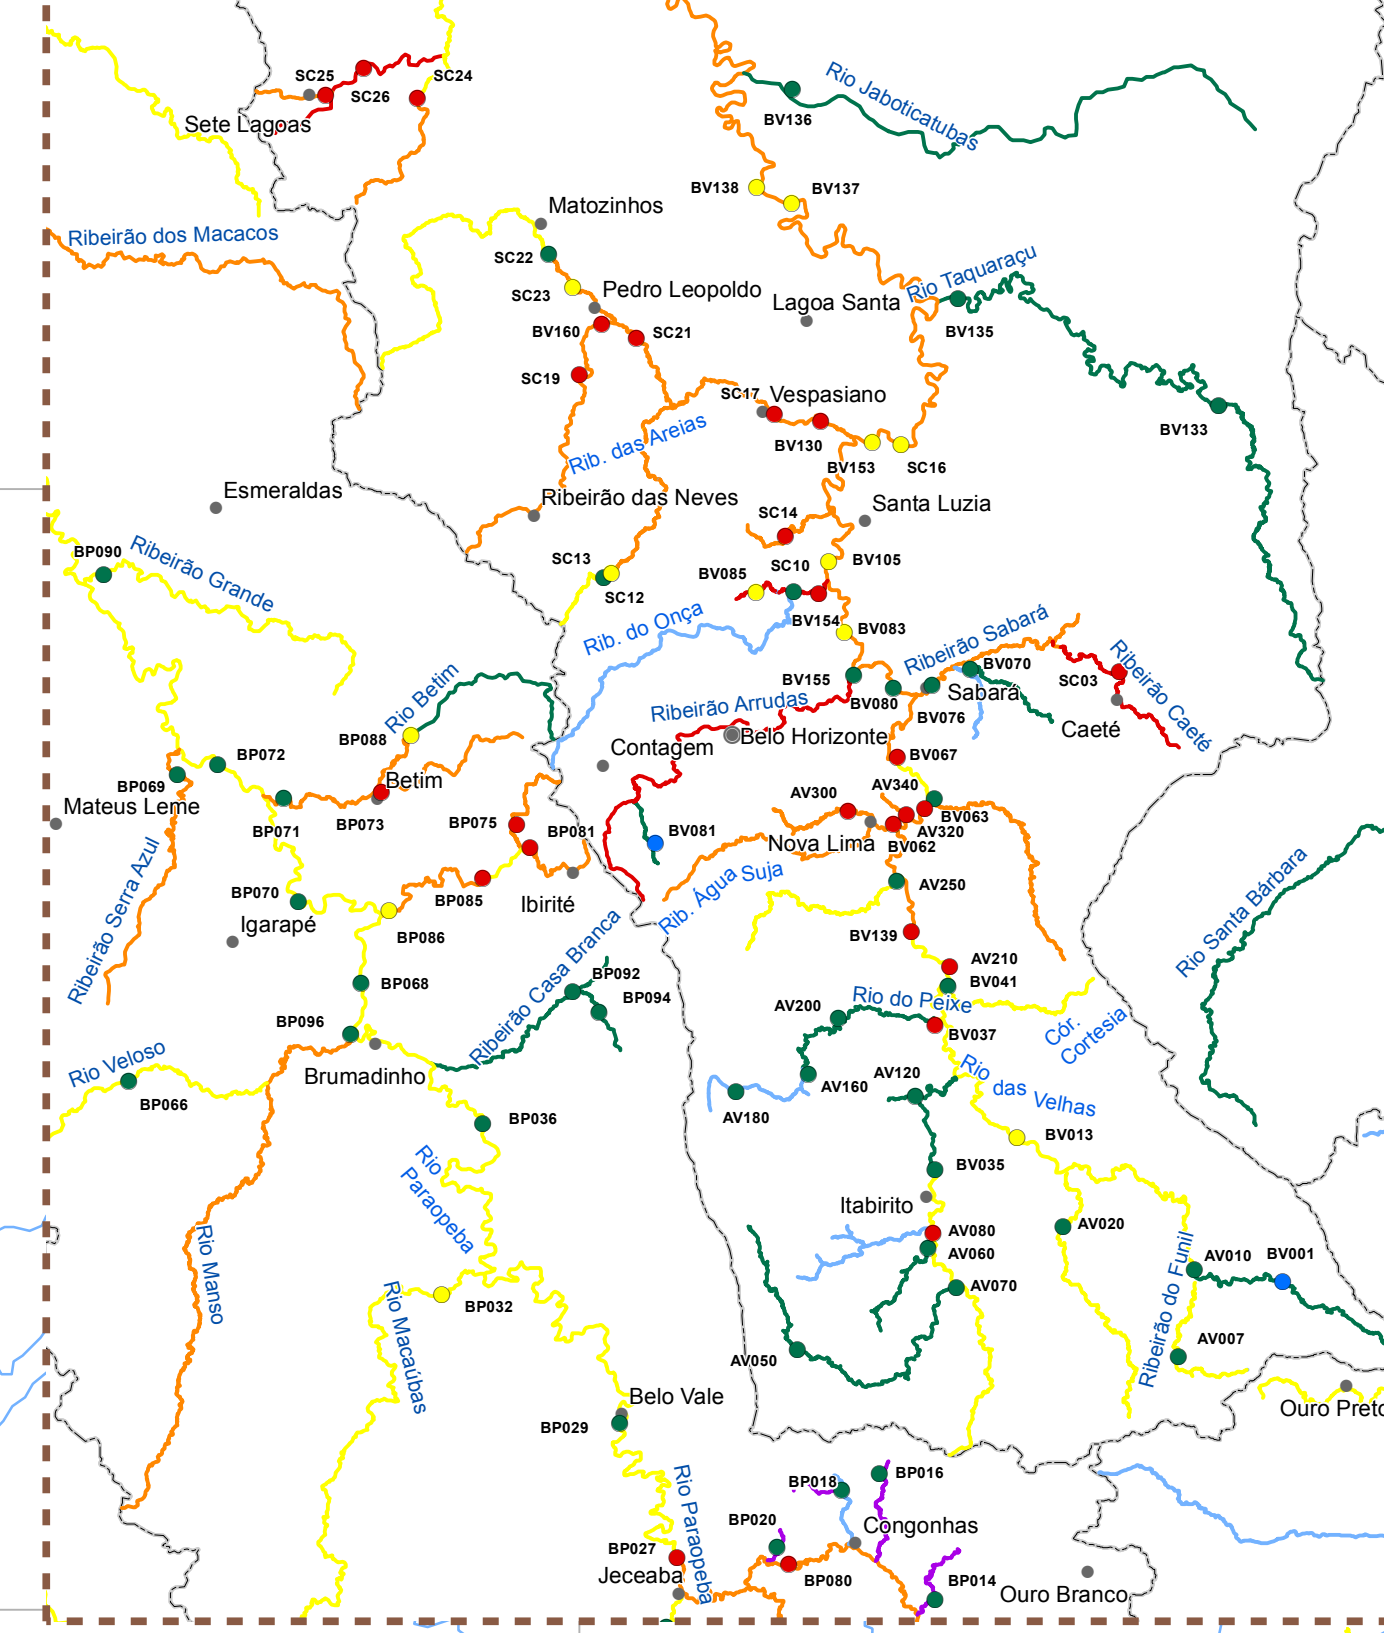 SC25
SC24
SC26
Sete Lagoas
Rio Jaboticatubas
BV136
BV138
BV137
Matozinhos
Ribeirão dos Macacos
SC22
SC23
Pedro Leopoldo
Lagoa Santa
Rio Taquaraçu
BV160
SC21
BV135
SC19
SC17
Vespasiano
Rib. das Areias
BV130
BV153
SC16
BV133
Esmeraldas
Ribeirão das Neves
Santa Luzia
SC14
BP090
Ribeirão Grande
SC13
SC12
BV085
SC10
BV105
BV154
Rib. do Onça
BV083
Ribeirão Sabará
BV155
BV070
BV080
Sabará
BV076
SC03
Ribeirão Caeté
Caeté
Rio Betim
Ribeirão Arrudas
BP088
Contagem
Belo Horizonte
BV067
BP072
BP069
Betim
Mateus Leme
BP071
BP073
BP075
BP081
BV081
AV300
AV340
BV063
AV320
Nova Lima
BV062
Ribeirão Serra Azul
BP070
BP085
Ibirité
Rib. Água Suja
AV250
Igarapé
BP086
BV139
Rio Santa Bárbara
AV210
BP068
Ribeirão Casa Branca
BP092
BP094
BV041
Rio do Peixe
AV200
BP096
BV037
Cór.
Cortesia
Rio Veloso
Brumadinho
BP066
AV160
AV120
AV180
Rio das Velhas
BP036
BV013
Rio
Paraopeba
BV035
Itabirito
AV020
AV080
AV060
AV010
BV001
AV070
Ribeirão do Funil
Rio Manso
Rio Macaúbas
BP032
AV050
AV007
Belo Vale
BP029
Ouro Preto
Rio Paraopeba
BP018
BP016
BP020
Congonhas
BP027
Jeceaba
BP080
BP014
Ouro Branco